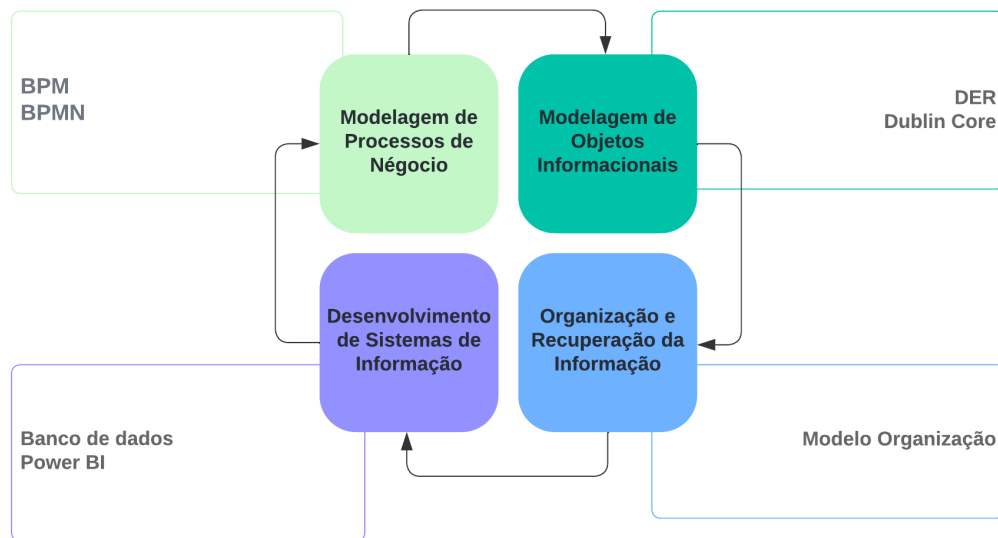 BPM
BPMN
Modelagem de
Processos de
Négocio
Modelagem de
Objetos
Informacionais
DER
Dublin Core
Desenvolvimento
de Sistemas de
Informação
Organização e
Recuperação da
Informação
Banco de dados
Power BI
Modelo Organização